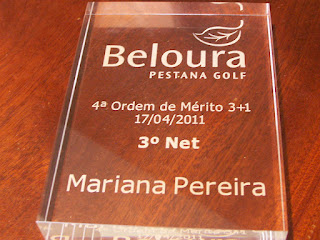 Beloura
PESTANA GOLF
4ª Ordem de Mérito 3+1
17/04/2011
3º Net
Mariana Pereira